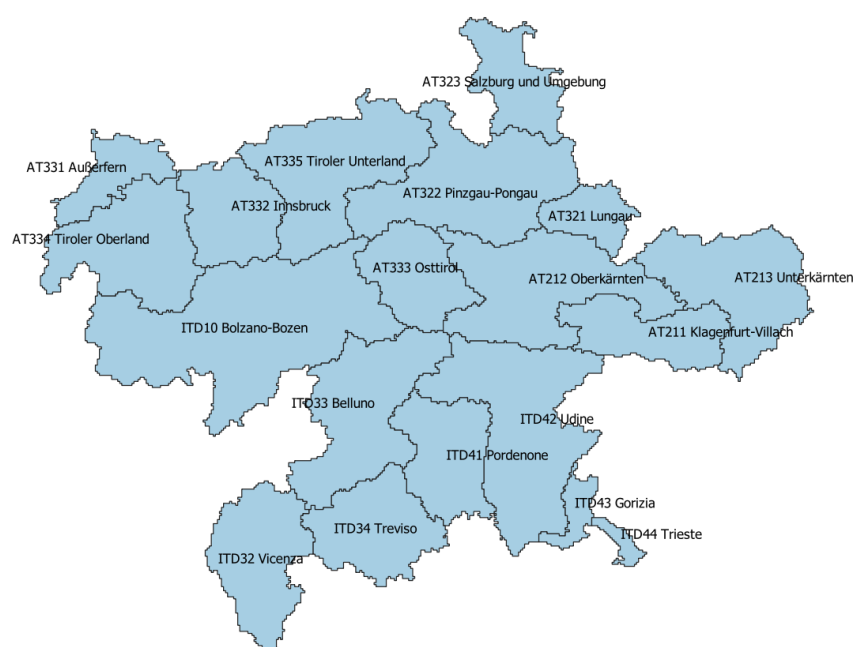 AT323 Salzburg und Umgebung
AT335 Tiroler Unterland
AT331 Außerfern
AT322 Pinzgau-Pongau
AT332 Innsbruck
AT321 Lungau
AT334 Tiroler Oberland
AT333 Osttirol
AT212 Oberkärnten
AT213 Unterkärnten
ITD10 Bolzano-Bozen
AT211 Klagenfurt-Villach
ITD33 Belluno
ITD42 Udine
ITD41 Pordenone
ITD43 Gorizia
ITD34 Treviso
ITD44 Trieste
ITD32 Vicenza